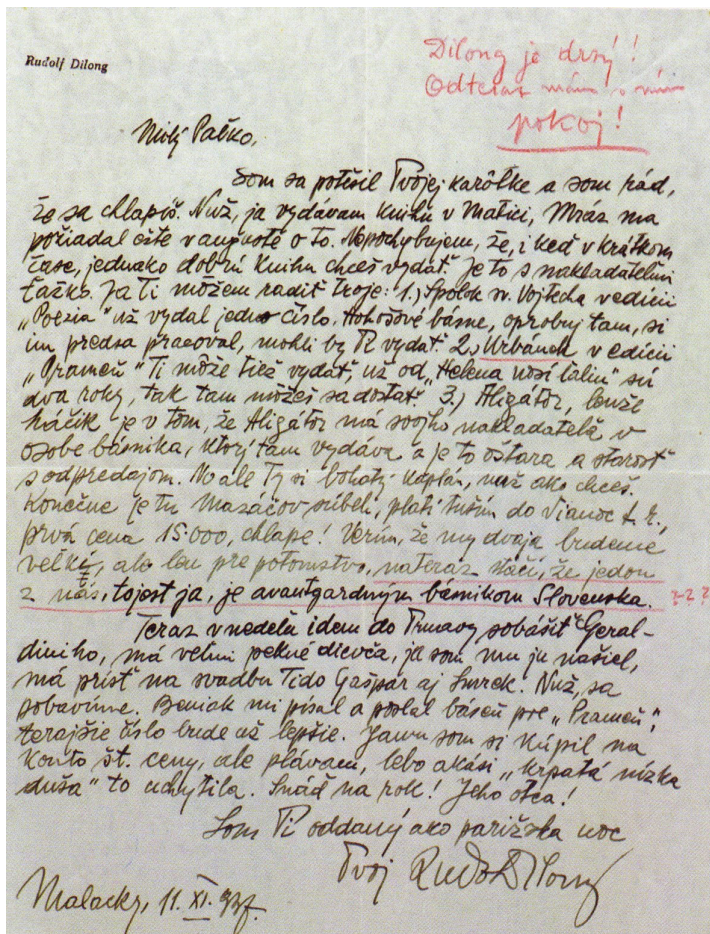 Rudolf Dilong
Dilong je drzý!
Odteraz mám s ním
pokoj!
Milý Paľko,
Som sa potešil Tvojej karôtke a som rád,
že sa chlapíš. Nuž, ja vydávam knihu v Matici, Mráz ma
požiadal ešte v auguste o to. Nepochybujem, že, i keď v krátkom
čase, jednako dobrú knihu chceš vydať. Je to s nakladateľmi
ťažko. Ja Ti môžem radiť troje: 1.) Spolok sv. Vojtecha v edícii
„Poezia" už vydal jedno číslo. Hohošove básne, oprobuj tam, si
im predsa pracoval, mohli by Ti vydať. 2.) Urbánek v edícii
„Prameň" Ti môže tiež vydať, už od „Helena nosí ľaliu" sú
dva roky, tak tam môžeš sa dostať. 3.) Aligátor, lenže
háčik je v tom, že Aligátor má svojho nakladateľa v
osobe básnika, ktorý tam vydáva a je to oštara a starosť
s odpredajom. No ale Ty si bohatý kaplán, nuž ako chceš.
Konečne je tu Mazáčov súbeh, platí tuším do Vianoc t. r.,
prvá cena 15.000, chlape! Verím, že my dvaja budeme
veľkí, ale len pre potomstvo, nateraz stačí, že jeden
z nás, tojest ja, je avantgardným básnikom Slovenska. ? - ? ?
Teraz v nedeľu idem do Trnavy sobášiť Geral-
diniho, má veľmi pekné dievča, ja som mu ju našiel,
má prísť na svadbu Tido Gašpar aj Smrek. Nuž, sa
pobavíme. Beniak mi písal a poslal báseň pre „Prameň",
terajšie číslo bude až lepšie. Jawu som si kúpil na
konto št. ceny, ale plávam, lebo akási „krpatá nízka
duša" to uchytila. Snáď na rok! Jeho otca!
Som Ti oddaný ako parížska noc
Tvoj Rudolf Dilong
Malacky, 11. XI. 937.